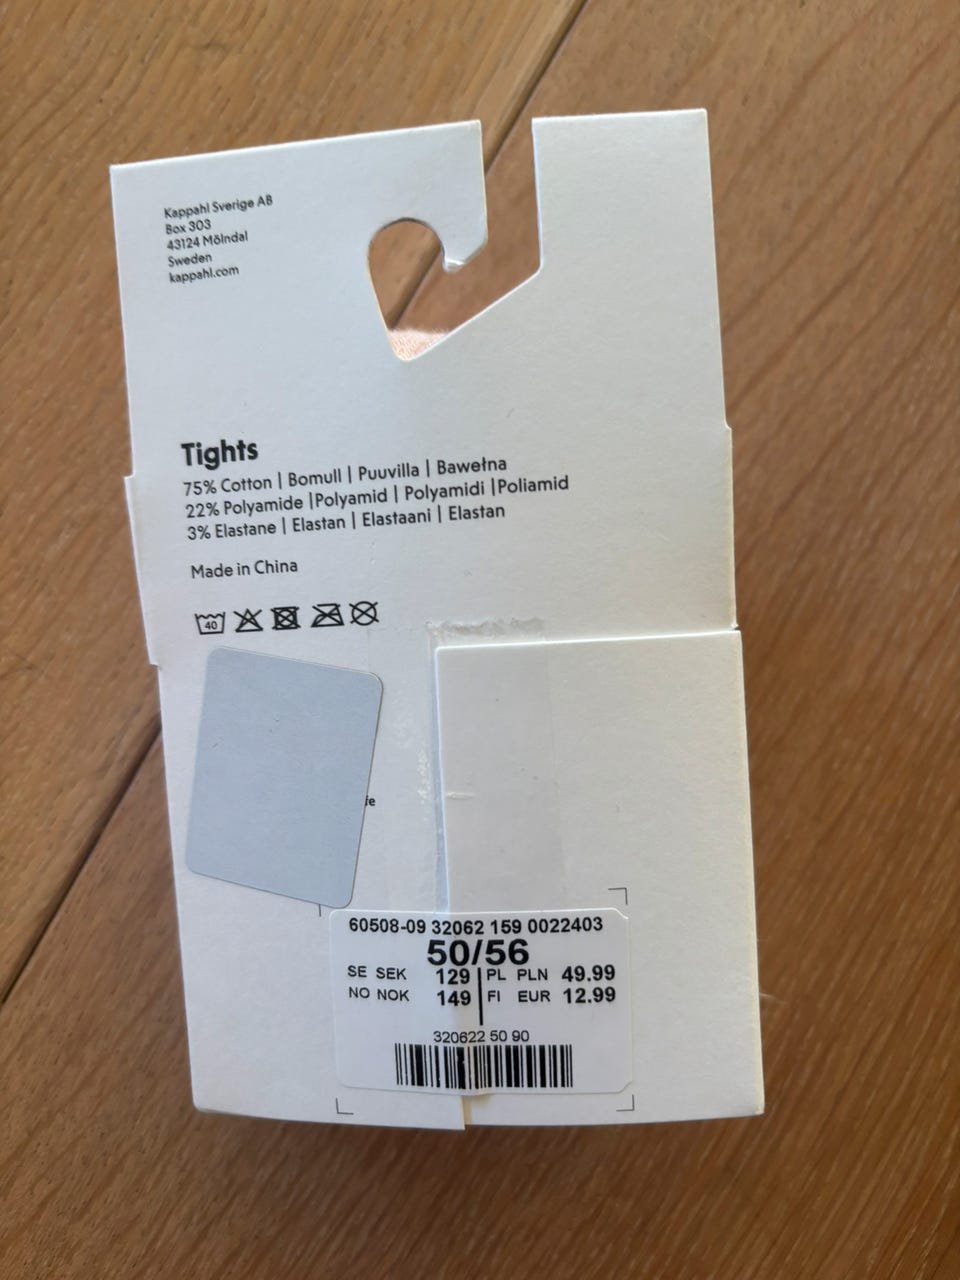 Kappahl Sverige AB
Box 303
43124 Mölndal
Sweden
kappahl.com
Tights
75% Cotton | Bomull | Puuvilla | Bawełna
22% Polyamide |Polyamid | Polyamidi |Poliamid
3% Elastane | Elastan | Elastaani | Elastan
Made in China
40
60508-09 32062 159 0022403
50/56
SE SEK 129 | PL PLN 49.99
NO NOK 149 | FI EUR 12.99
320622 50 90